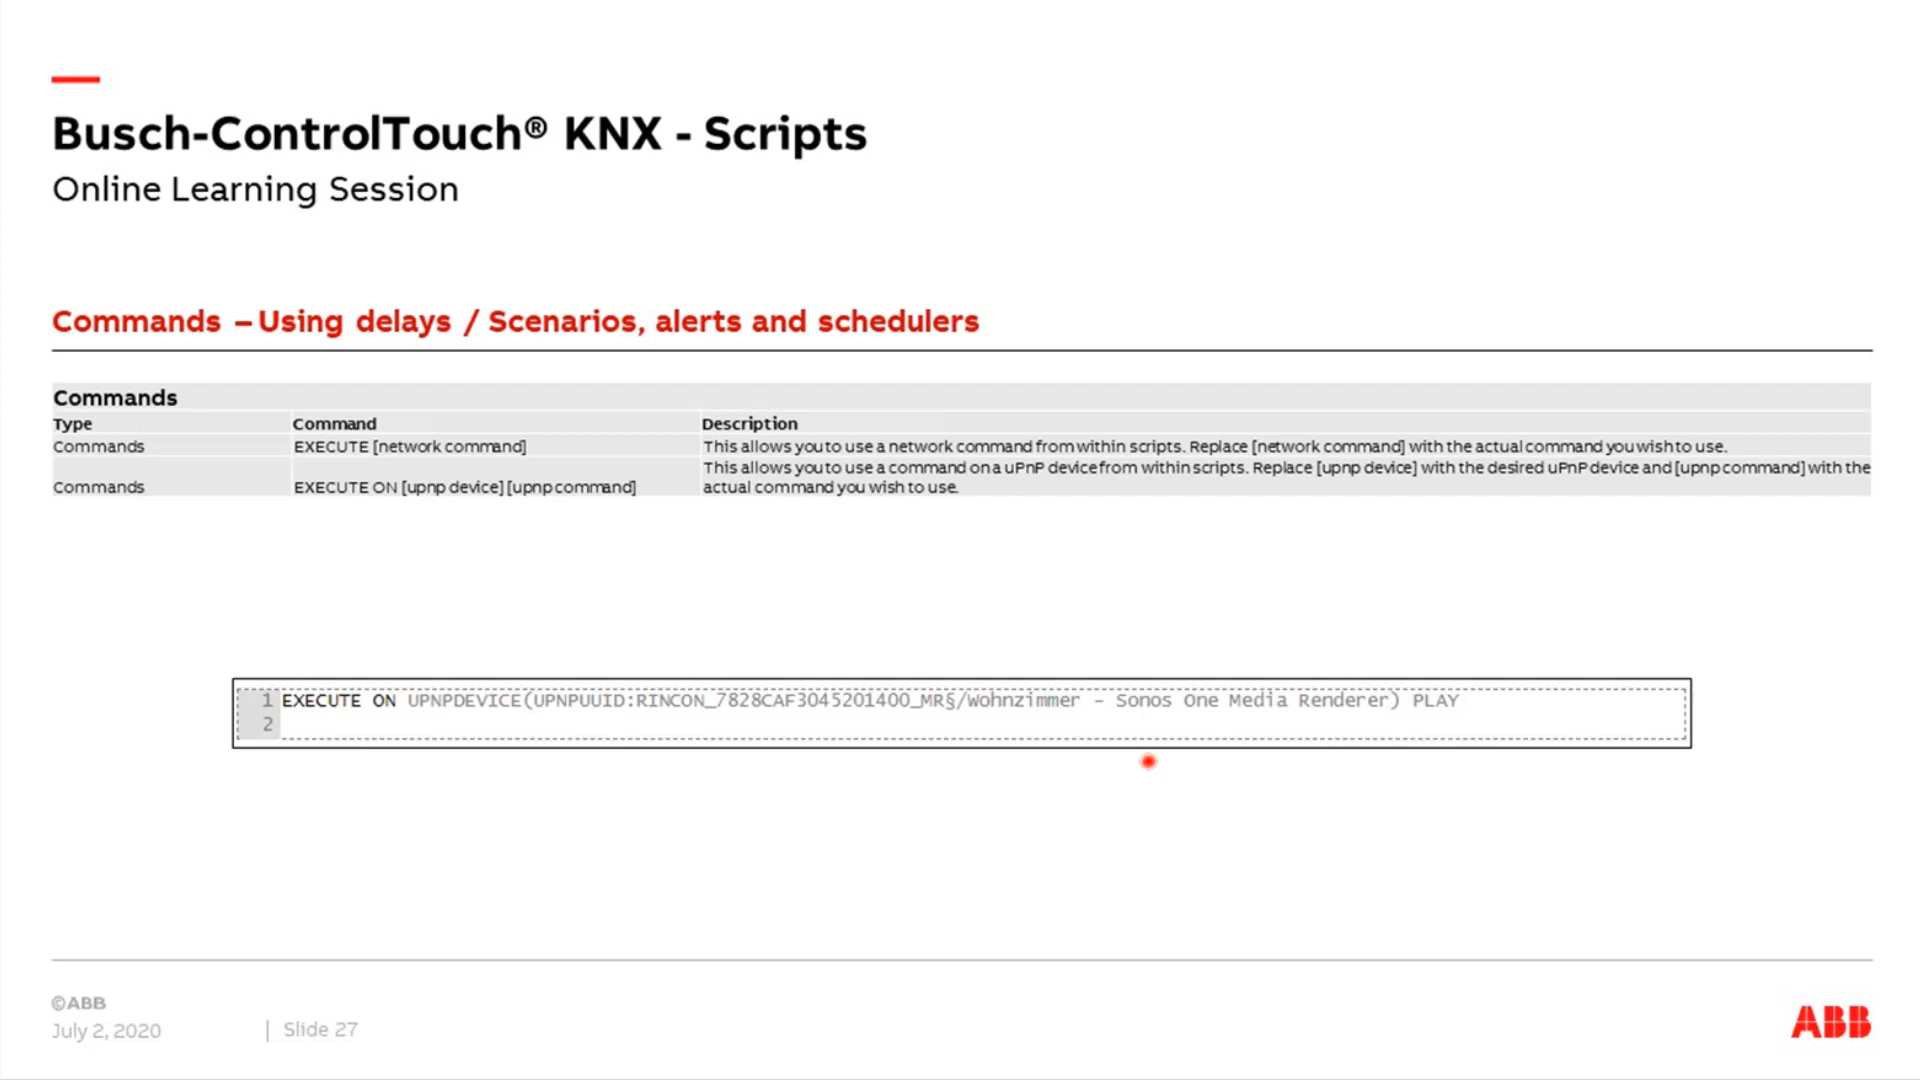 Busch-ControlTouch® KNX - Scripts
Online Learning Session
Commands – Using delays / Scenarios, alerts and schedulers
Commands
Type Command Description
Commands EXECUTE [network command] This allows you to use a network command from within scripts. Replace [network command] with the actual command you wish to use.
This allows you to use a command on a uPnP device from within scripts. Replace [upnp device] with the desired uPnP device and [upnp command] with the
Commands EXECUTE ON [upnp device] [upnp command] actual command you wish to use.
1 EXECUTE ON UPNPDEVICE(UPNPUUID:RINCON_7828CAF3045201400_MR§/Wohnzimmer - Sonos One Media Renderer) PLAY
2
©ABB
July 2, 2020 | Slide 27
ABB